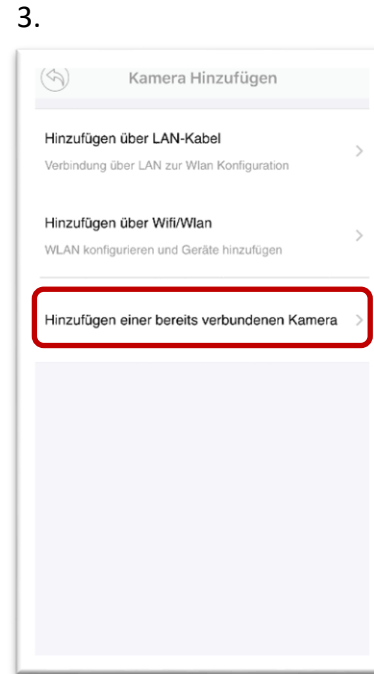 3.
Kamera Hinzufügen
Hinzufügen über LAN-Kabel
Verbindung über LAN zur Wlan Konfiguration
Hinzufügen über Wifi/Wlan
WLAN konfigurieren und Geräte hinzufügen
Hinzufügen einer bereits verbundenen Kamera